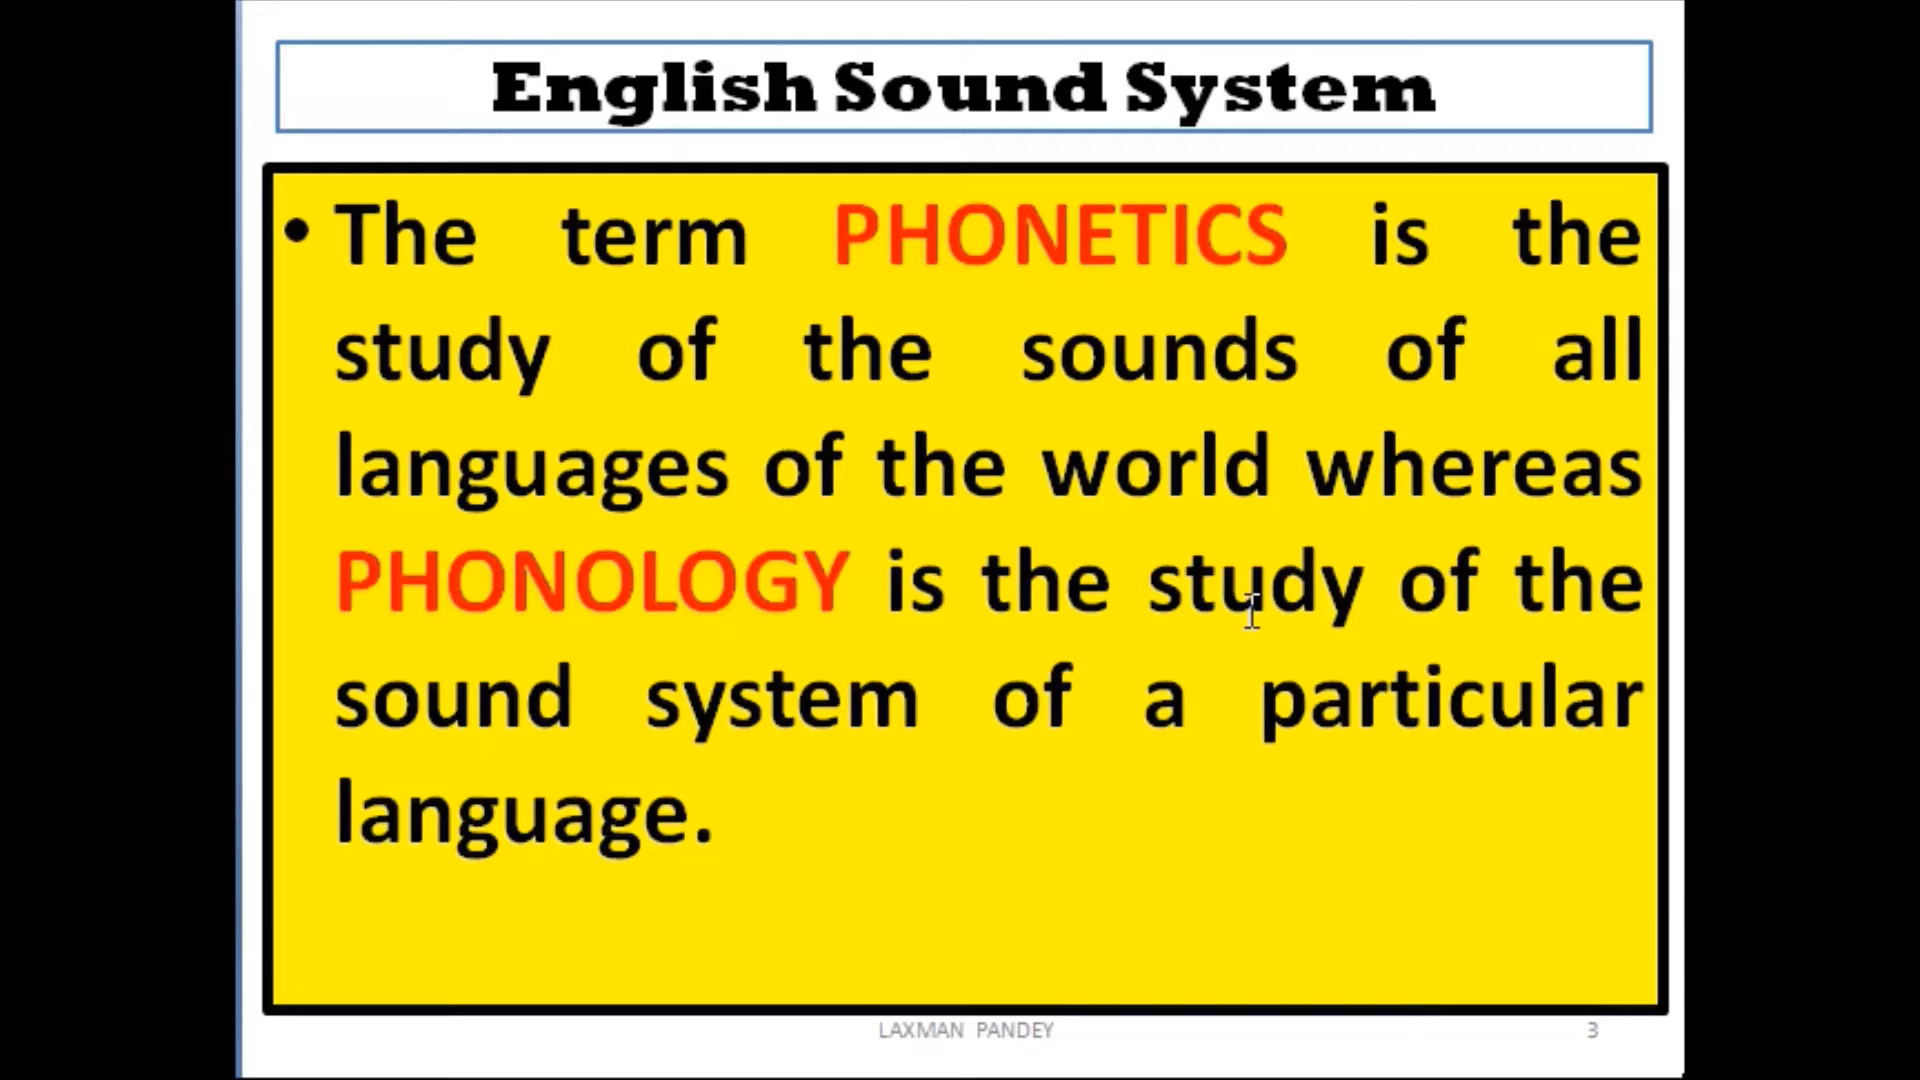 English Sound System
• The term PHONETICS is the
study of the sounds of all
languages of the world whereas
PHONOLOGY is the study of the
sound system of a particular
language.
LAXMAN PANDEY 3